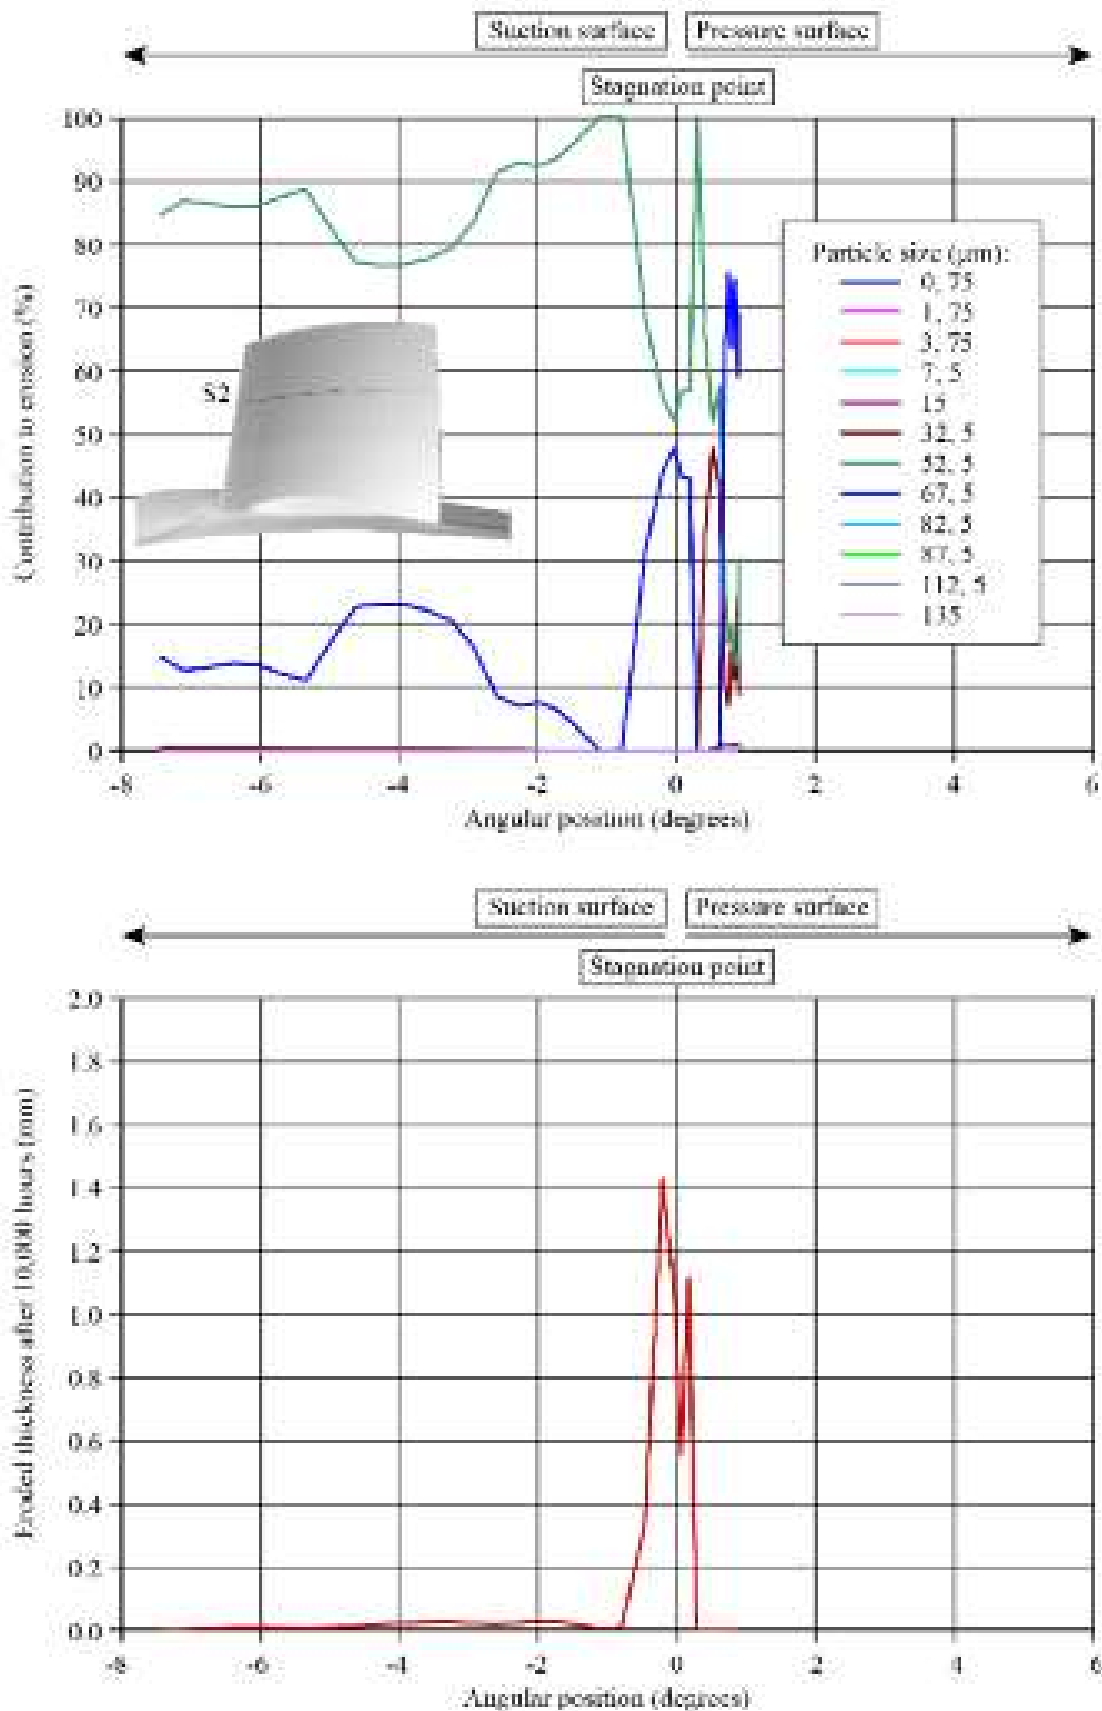 Suction surface Pressure surface
Stagnation point
100
90
80
70
60
50
40
30
20
10
0
Contribution to erosion (%)
S2
Particle size (μm):
0, 75
1, 75
3, 75
7, 5
15
32, 5
52, 5
67, 5
82, 5
87, 5
112, 5
135
-8 -6 -4 -2 0 2 4 6
Angular position (degrees)
Suction surface Pressure surface
Stagnation point
2.0
1.8
1.6
1.4
1.2
1.0
0.8
0.6
0.4
0.2
0.0
Eroded thickness after 10,000 hours (mm)
-8 -6 -4 -2 0 2 4 6
Angular position (degrees)